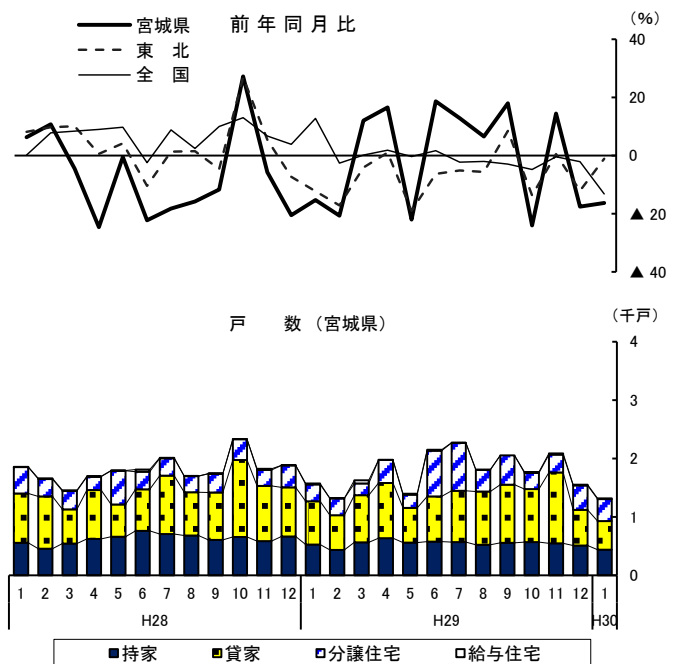 宮城県 前年同月比 (%)
東 北
全 国
40
20
0
▲ 20
▲ 40
戸 数（宮城県） （千戸）
4
3
2
1
0
1 2 3 4 5 6 7 8 9 10 11 12 1 2 3 4 5 6 7 8 9 10 11 12 1
H28 H29 H30
持家 貸家 分譲住宅 給与住宅